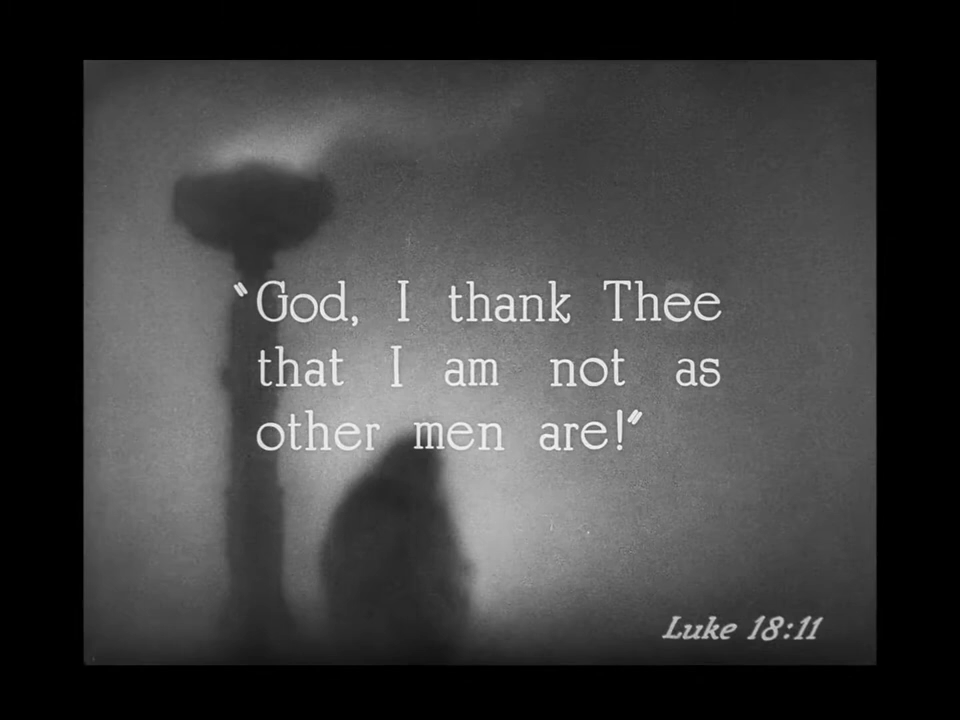 "God, I thank Thee
that I am not as
other men are!"
Luke 18:11